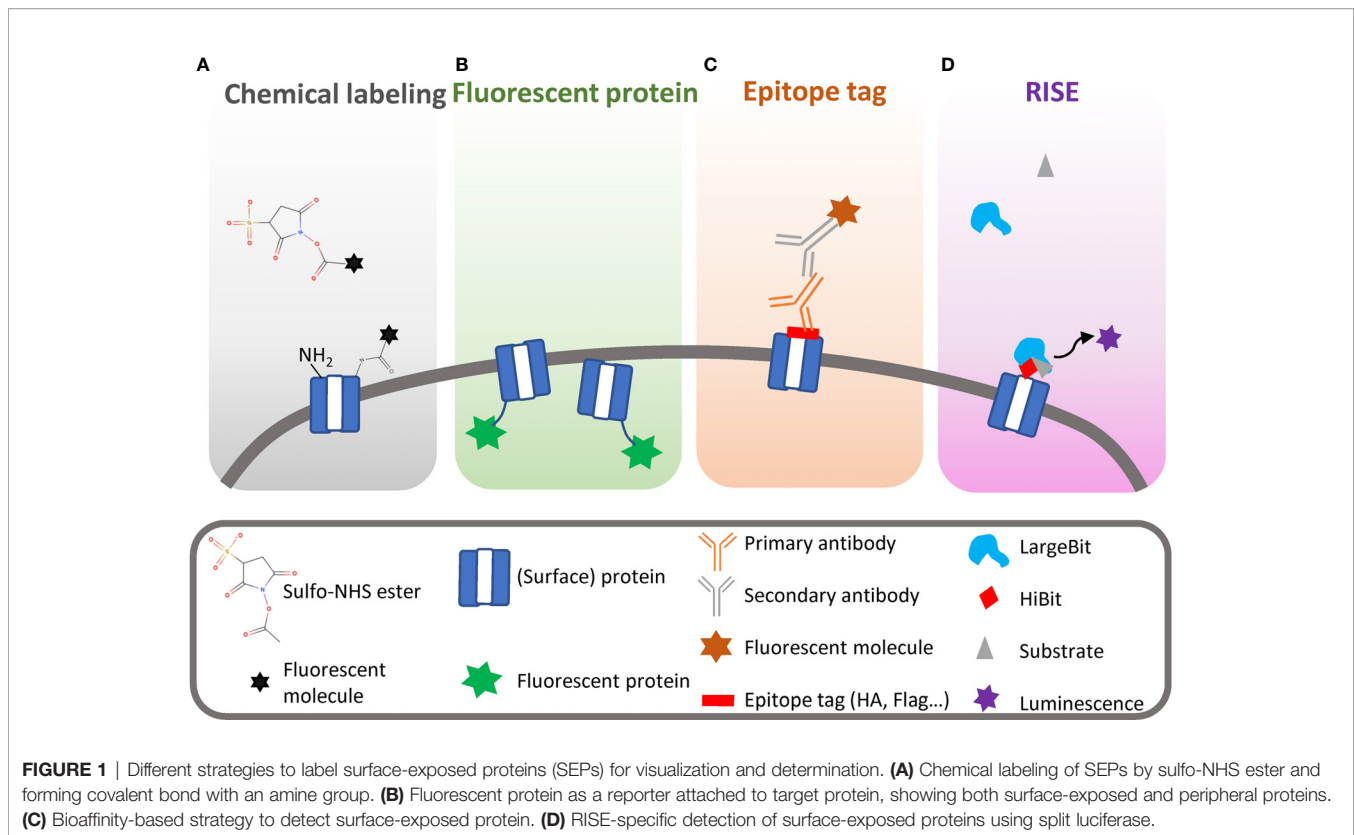 A
B
C
D
Chemical labeling
Fluorescent protein
Epitope tag
RISE
NH2
Sulfo-NHS ester
Fluorescent
molecule
(Surface) protein
Fluorescent protein
Primary antibody
Secondary antibody
Fluorescent molecule
Epitope tag (HA, Flag...)
LargeBit
HiBit
Substrate
Luminescence
FIGURE 1 | Different strategies to label surface-exposed proteins (SEPs) for visualization and determination. (A) Chemical labeling of SEPs by sulfo-NHS ester and
forming covalent bond with an amine group. (B) Fluorescent protein as a reporter attached to target protein, showing both surface-exposed and peripheral proteins.
(C) Bioaffinity-based strategy to detect surface-exposed protein. (D) RISE-specific detection of surface-exposed proteins using split luciferase.